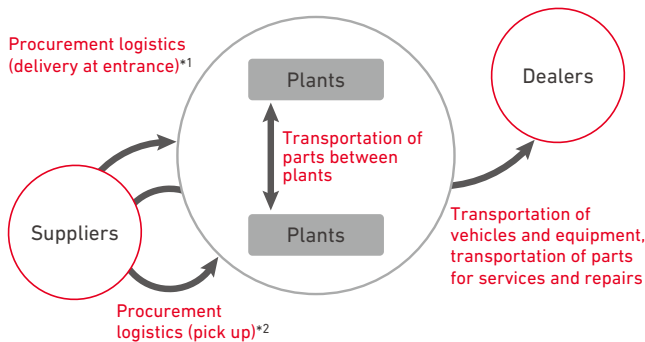 Procurement logistics
(delivery at entrance)*1
Plants
Dealers
Transportation of
parts between
plants
Suppliers
Plants
Transportation of
vehicles and equipment,
transportation of parts
for services and repairs
Procurement
logistics (pick up)*2